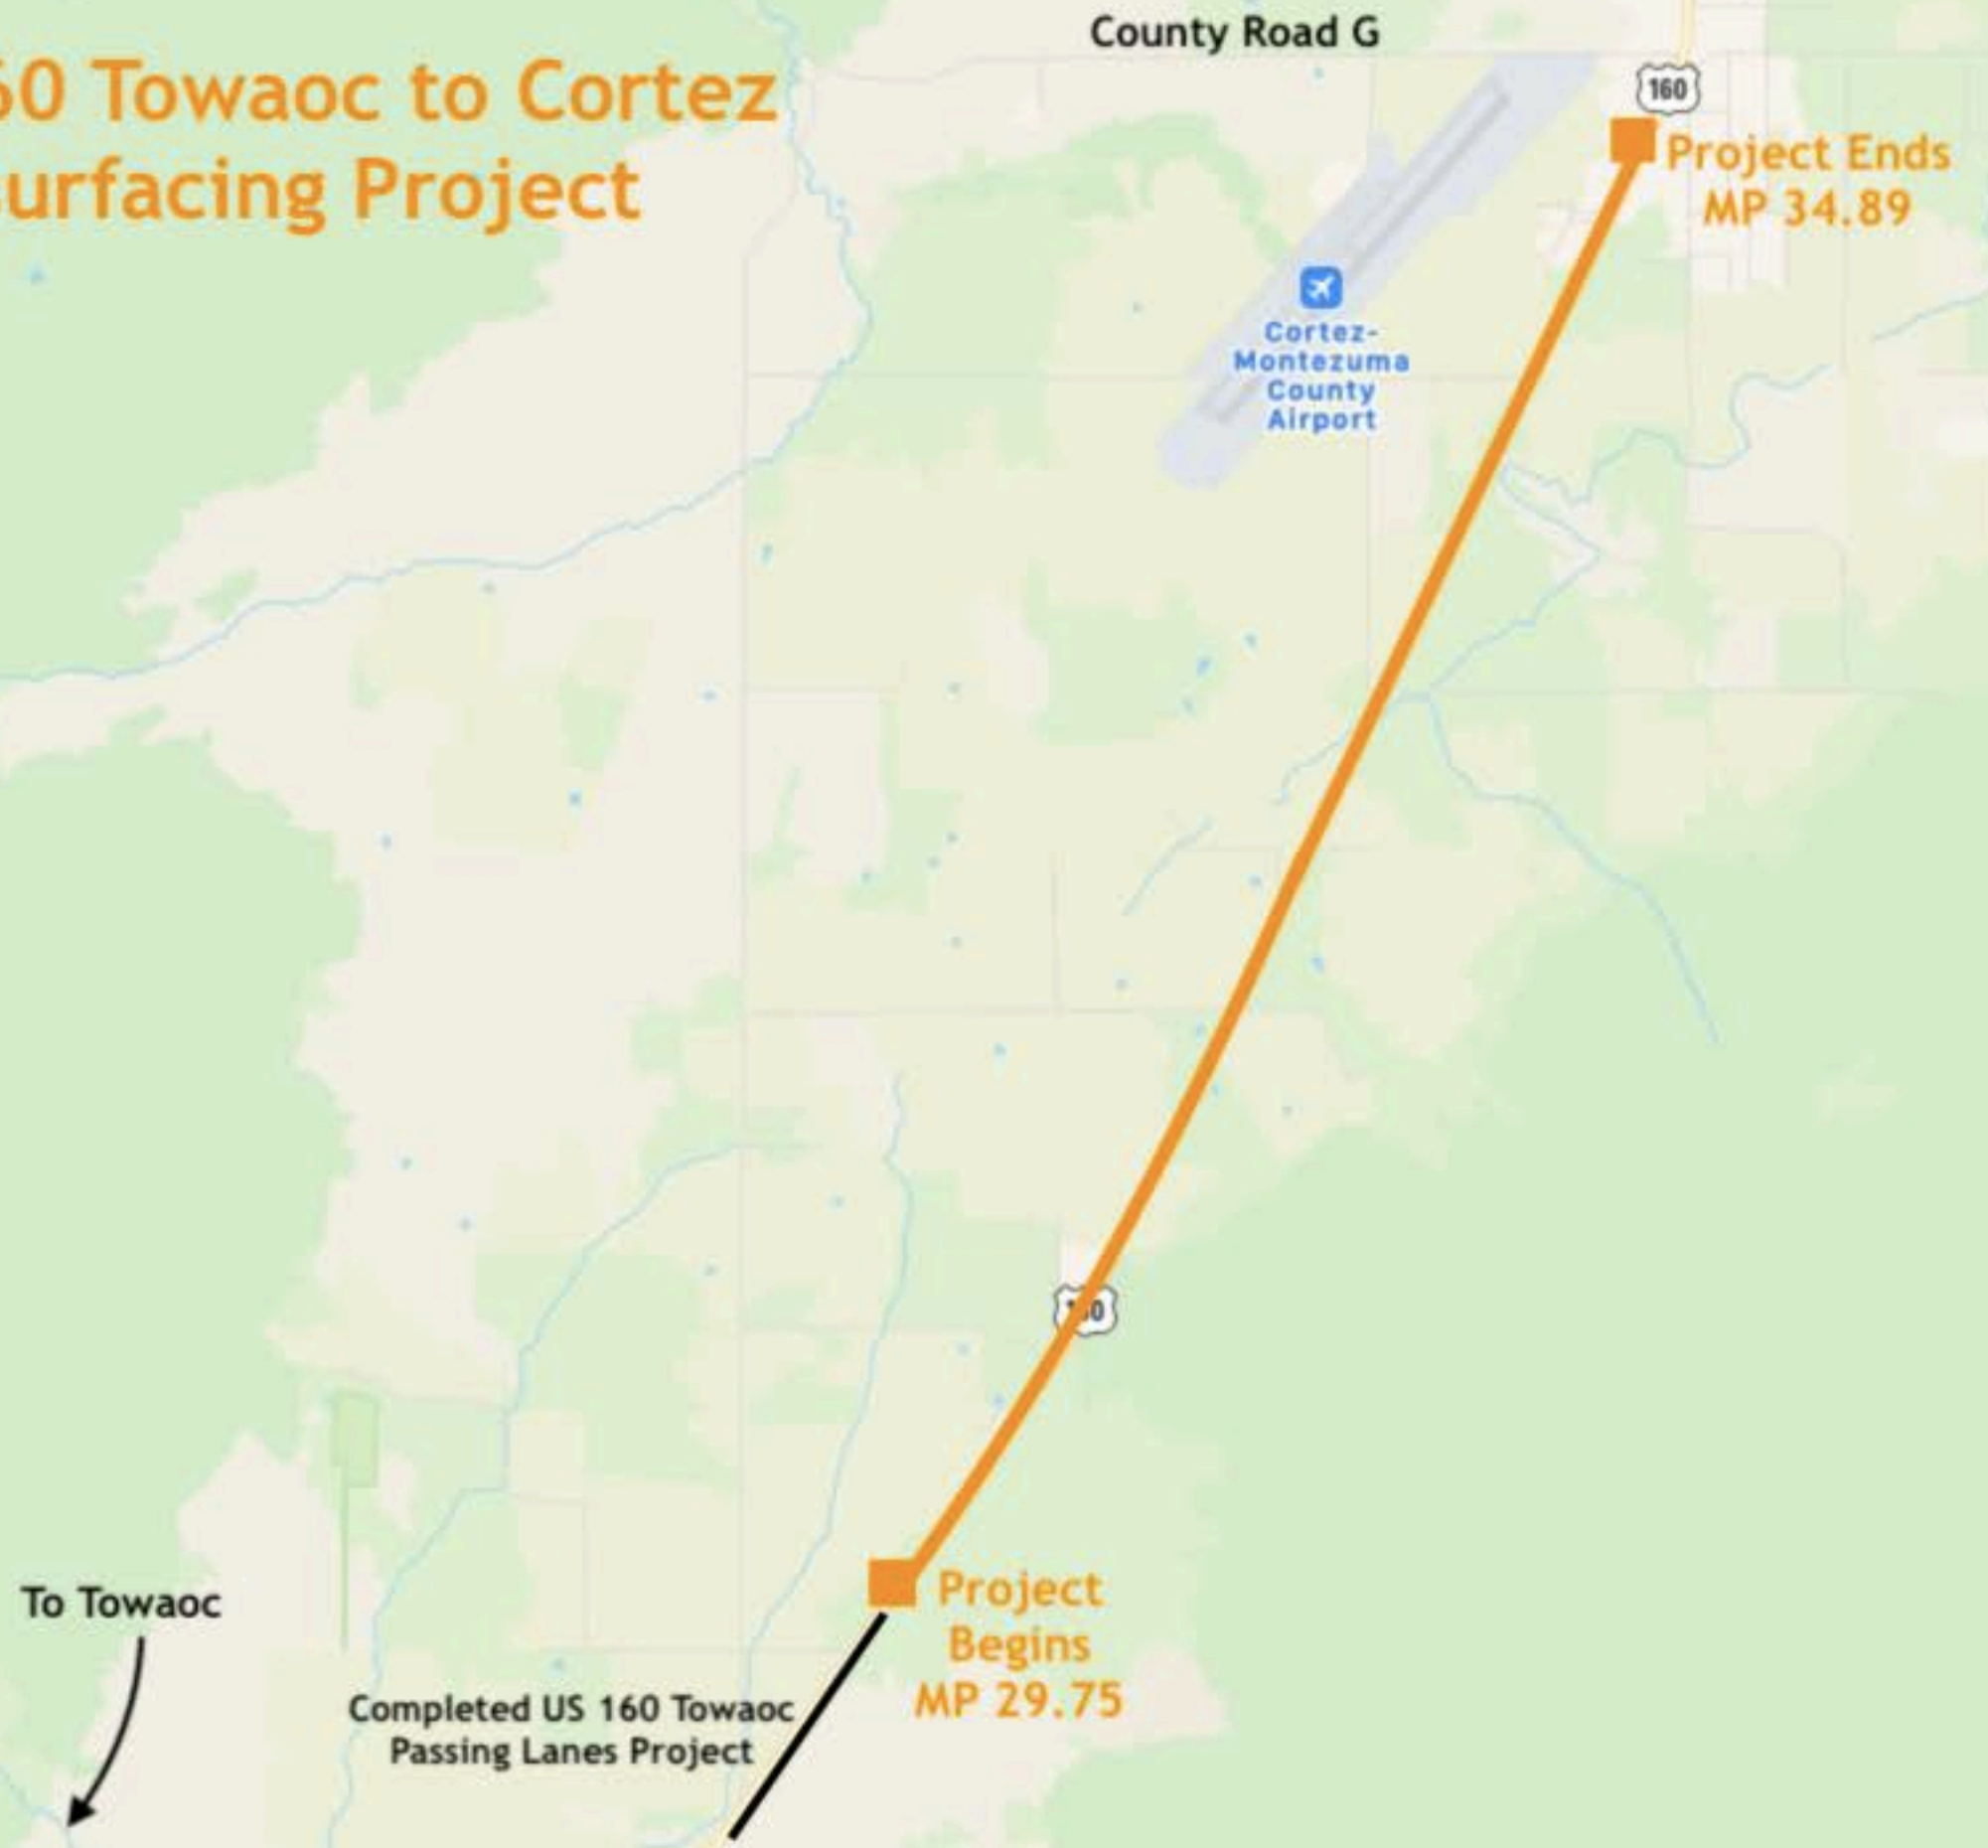 County Road G
60 Towaoc to Cortez
surfacing Project
160
Project Ends
MP 34.89
Cortez-
Montezuma
County
Airport
Project
Begins
MP 29.75
To Towaoc
Completed US 160 Towaoc
Passing Lanes Project